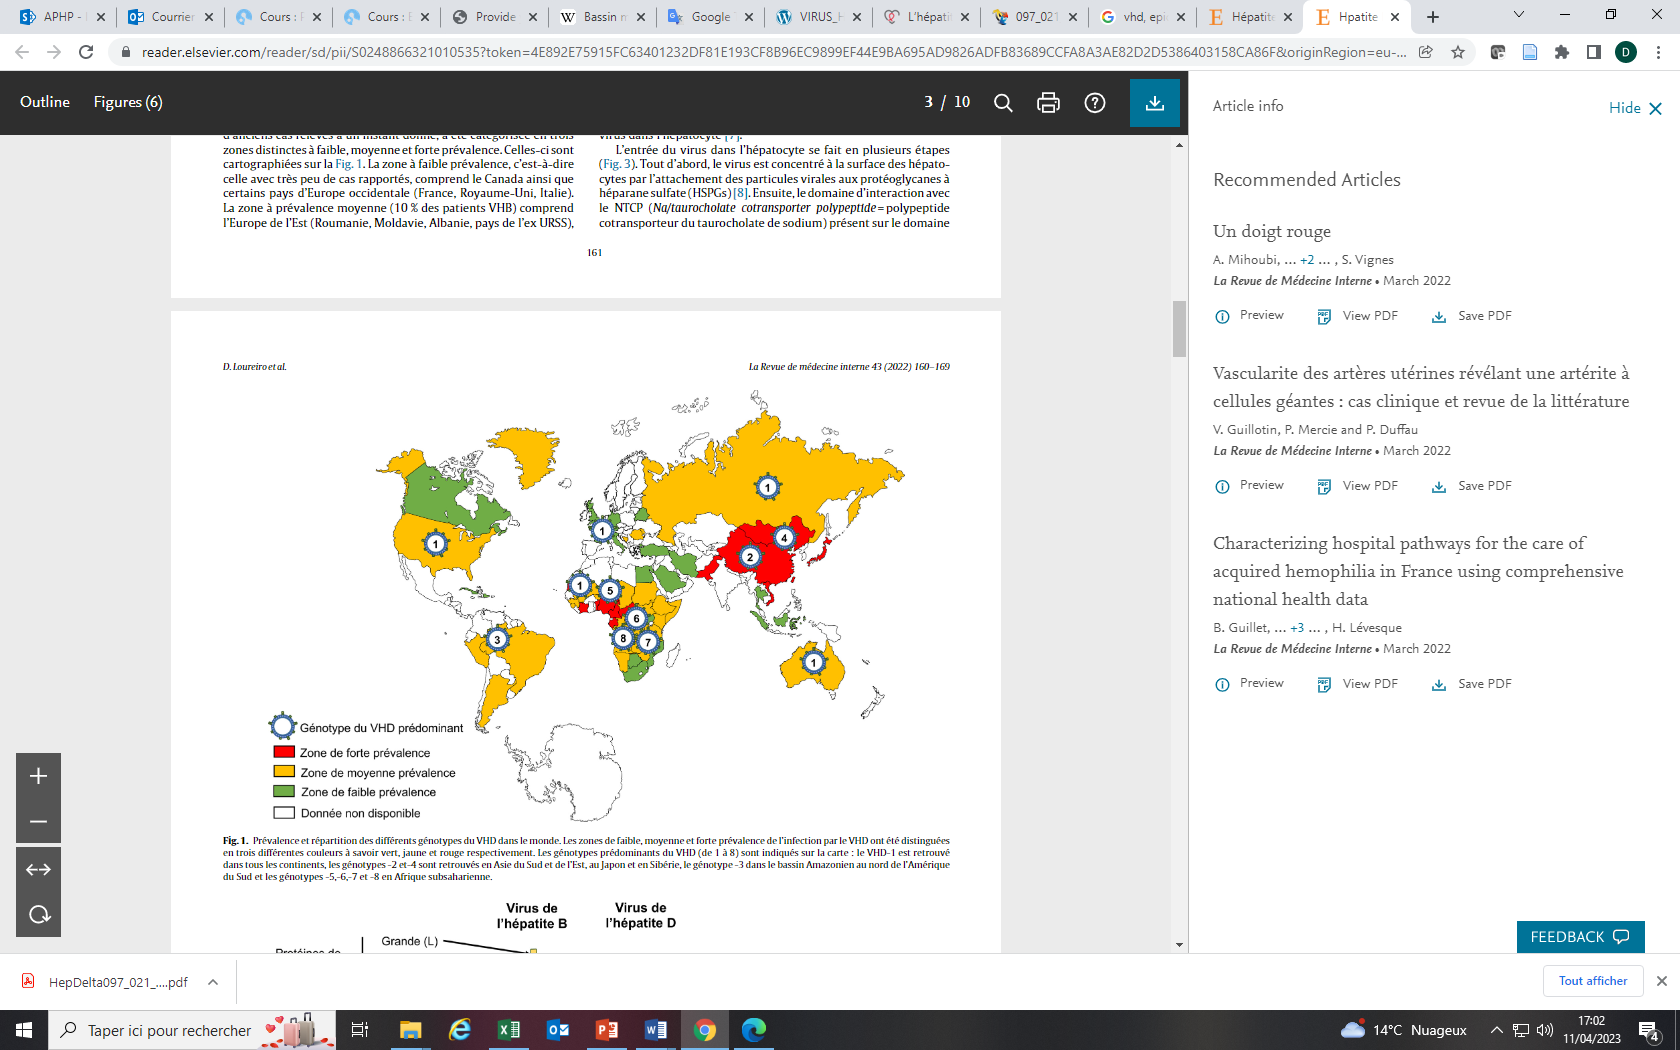 APHP -
Courrier
Cours :
Cours :
Provide
Bassin
Google
VIRUS_
L'hépati
097_021
vhd, epi
Hépatite
Hpatite
reader.elsevier.com/reader/sd/pii/S0248866321010535?token=4E892E75915FC63401232DF81E193CF8B96EC9899EF44E9BA695AD9826ADFB83689CCFA8A3AE82D2D5386403158CA86F&originRegion=eu-...
D
Outline
Figures (6)
3 / 10
d'anciens cas relevés à un instant donné, a été catégorisée en trois
zones distinctes à faible, moyenne et forte prévalence. Celles-ci sont
cartographiées sur la Fig. 1. La zone à faible prévalence, c'est-à-dire
celle avec très peu de cas rapportés, comprend le Canada ainsi que
certains pays d'Europe occidentale (France, Royaume-Uni, Italie).
La zone à prévalence moyenne (10 % des patients VHB) comprend
l'Europe de l'Est (Roumanie, Moldavie, Albanie, pays de l'ex URSS),
virus dans l'hépatocyte [7].
L'entrée du virus dans l'hépatocyte se fait en plusieurs étapes
(Fig. 3). Tout d'abord, le virus est concentré à la surface des hépato-
cytes par l'attachement des particules virales aux protéoglycanes à
héparane sulfate (HSPGs) [8]. Ensuite, le domaine d'interaction avec
le NTCP (Na/taurocholate cotransporter polypeptide = polypeptide
cotransporteur du taurocholate de sodium) présent sur le domaine
161
D. Loureiro et al.
La Revue de médecine interne 43 (2022) 160–169
1
1
1
4
2
1
5
6
8
7
3
1
Génotype du VHD prédominant
Zone de forte prévalence
Zone de moyenne prévalence
Zone de faible prévalence
Donnée non disponible
Fig. 1. Prévalence et répartition des différents génotypes du VHD dans le monde. Les zones de faible, moyenne et forte prévalence de l'infection par le VHD ont été distinguées
en trois différentes couleurs à savoir vert, jaune et rouge respectivement. Les génotypes prédominants du VHD (de 1 à 8) sont indiqués sur la carte : le VHD-1 est retrouvé
dans tous les continents, les génotypes -2 et -4 sont retrouvés en Asie du Sud et de l'Est, au Japon et en Sibérie, le génotype -3 dans le bassin Amazonien au nord de l'Amérique
du Sud et les génotypes -5,-6,-7 et -8 en Afrique subsaharienne.
Virus de
l'hépatite B
Virus de
l'hépatite D
Protéines de
Grande (L)
Article info
Hide
Recommended Articles
Un doigt rouge
A. Mihoubi, ... +2 ... , S. Vignes
La Revue de Médecine Interne • March 2022
Preview
View PDF
Save PDF
Vascularite des artères utérines révélant une artérite à
cellules géantes : cas clinique et revue de la littérature
V. Guillotin, P. Mercie and P. Duffau
La Revue de Médecine Interne • March 2022
Preview
View PDF
Save PDF
Characterizing hospital pathways for the care of
acquired hemophilia in France using comprehensive
national health data
B. Guillet, ... +3 ... , H. Lévesque
La Revue de Médecine Interne • March 2022
Preview
View PDF
Save PDF
FEEDBACK
HepDelta097_021_....pdf
Tout afficher
Taper ici pour rechercher
14°C Nuageux
17:02
11/04/2023
4